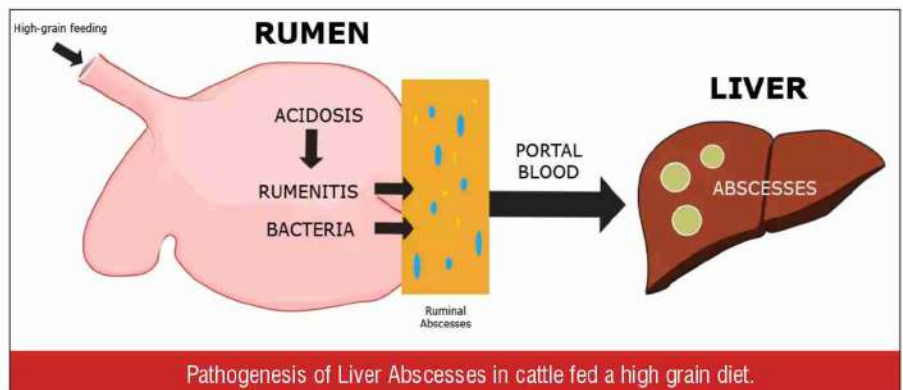 High-grain feeding
RUMEN
ACIDOSIS
RUMENITIS
BACTERIA
Ruminal
Abscesses
PORTAL
BLOOD
LIVER
ABSCESSES
Pathogenesis of Liver Abscesses in cattle fed a high grain diet.